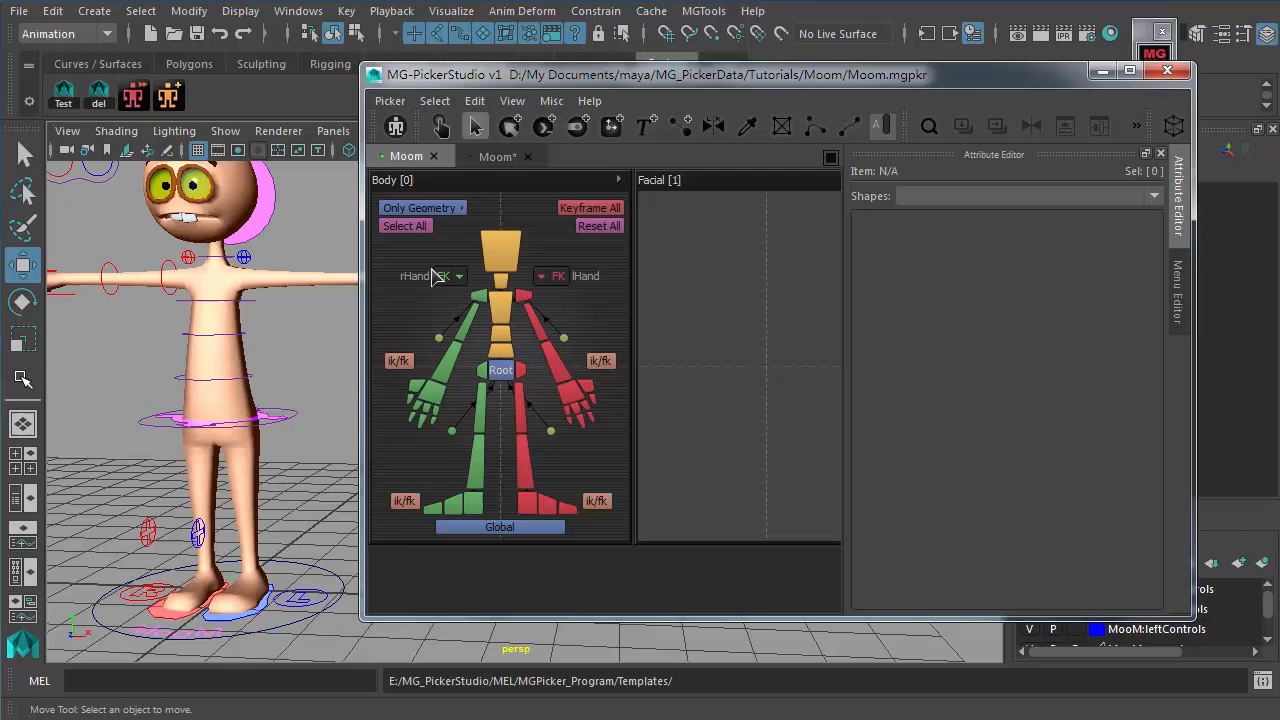 File Edit Create Select Modify Display Windows Key Playback Visualize Anim Deform Constrain Cache MGTools Help
Animation
No Live Surface
MG
Curves / Surfaces Polygons Sculpting Rigging
Test del
MG-PickerStudio v1 D:/My Documents/maya/MG_PickerData/Tutorials/Moom/Moom.mgpkr
Picker Select Edit View Misc Help
T
A
View Shading Lighting Show Renderer Panels
Moom
Moom*
Attribute Editor
Body [0]
Facial [1]
Item: N/A
Sel: [ 0 ]
Shapes:
Attribute Editor
Menu Editor
Only Geometry
Keyframe All
Select All
Reset All
rHand FK
FK lHand
ik/fk
ik/fk
Root
ik/fk
ik/fk
Global
V P MooM:leftControls
persp
MEL
E:/MG_PickerStudio/MEL/MGPicker_Program/Templates/
Move Tool: Select an object to move.